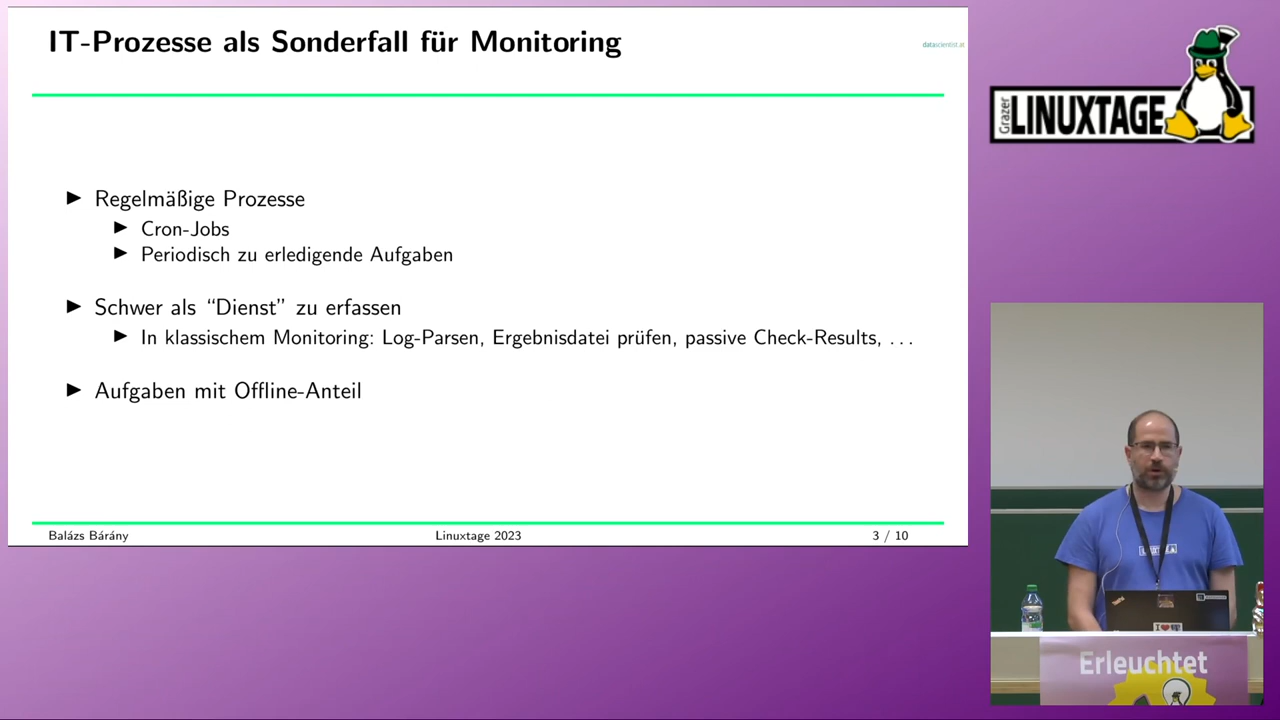 IT-Prozesse als Sonderfall für Monitoring
datascientist.at
Grazer
LINUXTAGE
▶ Regelmäßige Prozesse
▶ Cron-Jobs
▶ Periodisch zu erledigende Aufgaben
▶ Schwer als “Dienst” zu erfassen
▶ In klassischem Monitoring: Log-Parsen, Ergebnisdatei prüfen, passive Check-Results, . . .
▶ Aufgaben mit Offline-Anteil
Balázs Bárány
Linuxtage 2023
3 / 10
Erleuchtet